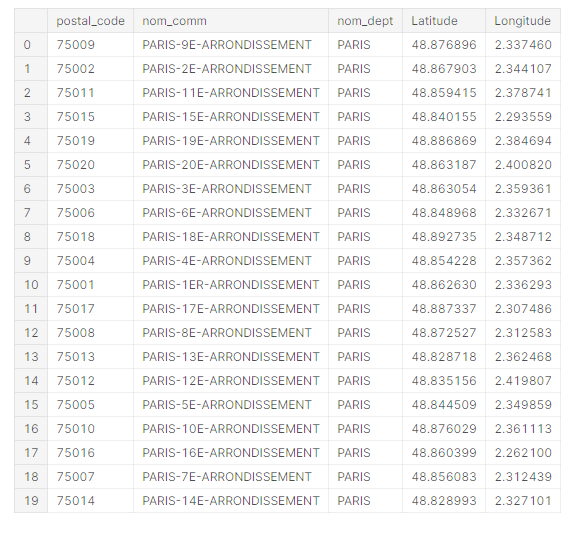 postal_code nom_comm nom_dept Latitude Longitude
0 75009 PARIS-9E-ARRONDISSEMENT PARIS 48.876896 2.337460
1 75002 PARIS-2E-ARRONDISSEMENT PARIS 48.867903 2.344107
2 75011 PARIS-11E-ARRONDISSEMENT PARIS 48.859415 2.378741
3 75015 PARIS-15E-ARRONDISSEMENT PARIS 48.840155 2.293559
4 75019 PARIS-19E-ARRONDISSEMENT PARIS 48.886869 2.384694
5 75020 PARIS-20E-ARRONDISSEMENT PARIS 48.863187 2.400820
6 75003 PARIS-3E-ARRONDISSEMENT PARIS 48.863054 2.359361
7 75006 PARIS-6E-ARRONDISSEMENT PARIS 48.848968 2.332671
8 75018 PARIS-18E-ARRONDISSEMENT PARIS 48.892735 2.348712
9 75004 PARIS-4E-ARRONDISSEMENT PARIS 48.854228 2.357362
10 75001 PARIS-1ER-ARRONDISSEMENT PARIS 48.862630 2.336293
11 75017 PARIS-17E-ARRONDISSEMENT PARIS 48.887337 2.307486
12 75008 PARIS-8E-ARRONDISSEMENT PARIS 48.872527 2.312583
13 75013 PARIS-13E-ARRONDISSEMENT PARIS 48.828718 2.362468
14 75012 PARIS-12E-ARRONDISSEMENT PARIS 48.835156 2.419807
15 75005 PARIS-5E-ARRONDISSEMENT PARIS 48.844509 2.349859
16 75010 PARIS-10E-ARRONDISSEMENT PARIS 48.876029 2.361113
17 75016 PARIS-16E-ARRONDISSEMENT PARIS 48.860399 2.262100
18 75007 PARIS-7E-ARRONDISSEMENT PARIS 48.856083 2.312439
19 75014 PARIS-14E-ARRONDISSEMENT PARIS 48.828993 2.327101